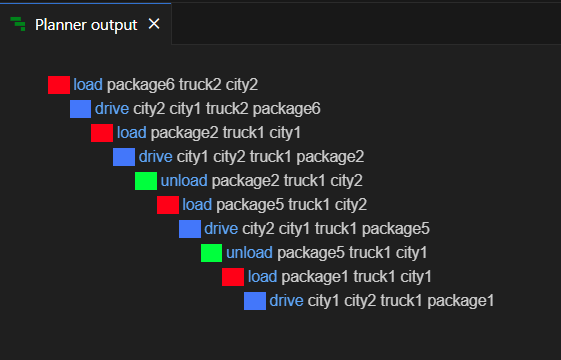 Planner output ×
load package6 truck2 city2
drive city2 city1 truck2 package6
load package2 truck1 city1
drive city1 city2 truck1 package2
unload package2 truck1 city2
load package5 truck1 city2
drive city2 city1 truck1 package5
unload package5 truck1 city1
load package1 truck1 city1
drive city1 city2 truck1 package1